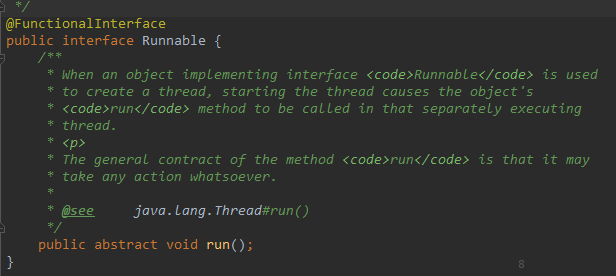 */
@FunctionalInterface
public interface Runnable {
/**
* When an object implementing interface <code>Runnable</code> is used
* to create a thread, starting the thread causes the object's
* <code>run</code> method to be called in that separately executing
* thread.
* <p>
* The general contract of the method <code>run</code> is that it may
* take any action whatsoever.
*
* @see     java.lang.Thread#run()
*/
public abstract void run();
}
8